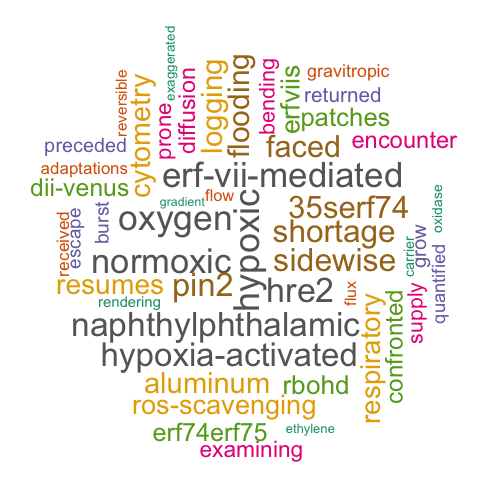 exaggerated
reversible
cytometry
prone
diffusion
logging
flooding
bending
erfviis
gravitropic
returned
patches
preceded
faced
encounter
adaptations
dii-venus
erf-vii-mediated
gradient
flow
oxygen
hypoxic
35serf74
oxidase
received
escape
burst
shortage
normoxic
sidewise
carrier
grow
quantified
resumes
pin2
hre2
flux
rendering
supply
naphthylphthalamic
respiratory
confronted
hypoxia-activated
aluminum
rbohd
ros-scavenging
erf74erf75
ethylene
examining